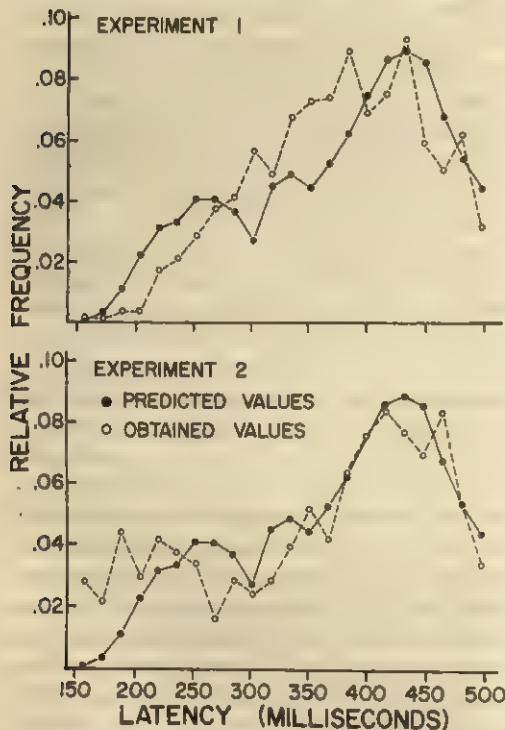 .10
EXPERIMENT 1
.08
.06
.04
.02
RELATIVE FREQUENCY
.10
EXPERIMENT 2
● PREDICTED VALUES
○ OBTAINED VALUES
.08
.06
.04
.02
150 200 250 300 350 400 450 500
LATENCY (MILLISECONDS)